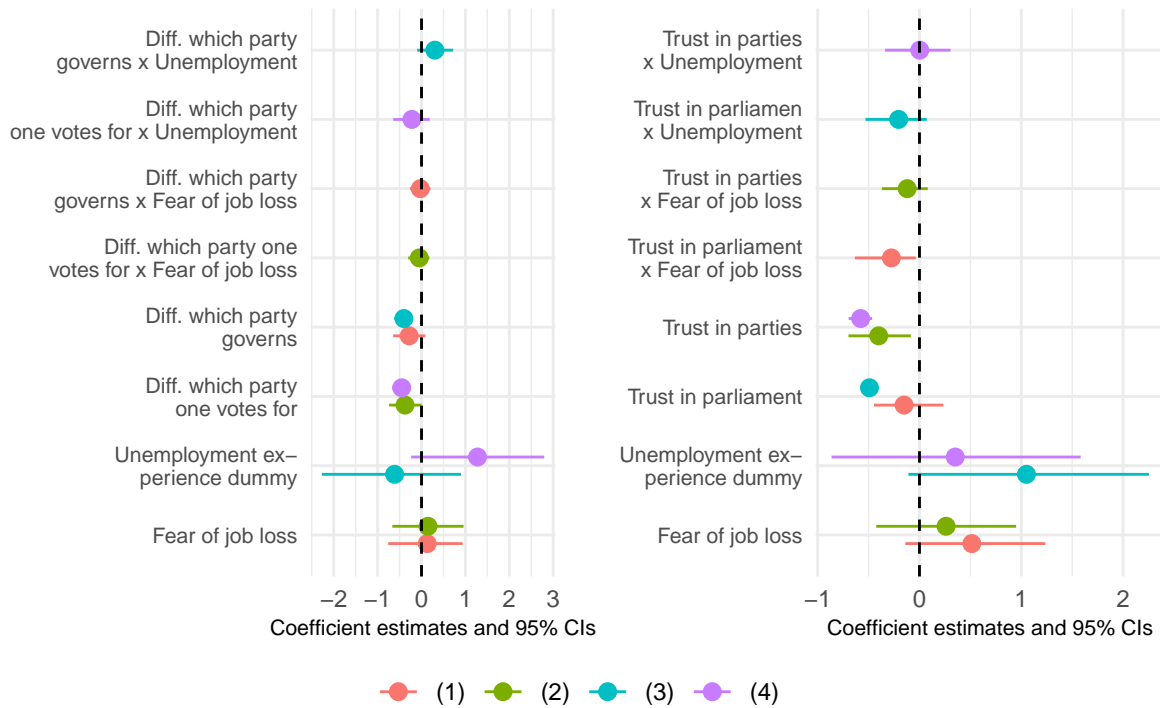 Diff. which party
governs x Unemployment
Diff. which party
one votes for x Unemployment
Diff. which party
governs x Fear of job loss
Diff. which party one
votes for x Fear of job loss
Diff. which party
governs
Diff. which party
one votes for
Unemployment ex–
perience dummy
Fear of job loss
−2 −1 0 1 2 3
Coefficient estimates and 95% CIs
Trust in parties
x Unemployment
Trust in parliamen
x Unemployment
Trust in parties
x Fear of job loss
Trust in parliament
x Fear of job loss
Trust in parties
Trust in parliament
Unemployment ex–
perience dummy
Fear of job loss
−1 0 1 2
Coefficient estimates and 95% CIs
(1) (2) (3) (4)